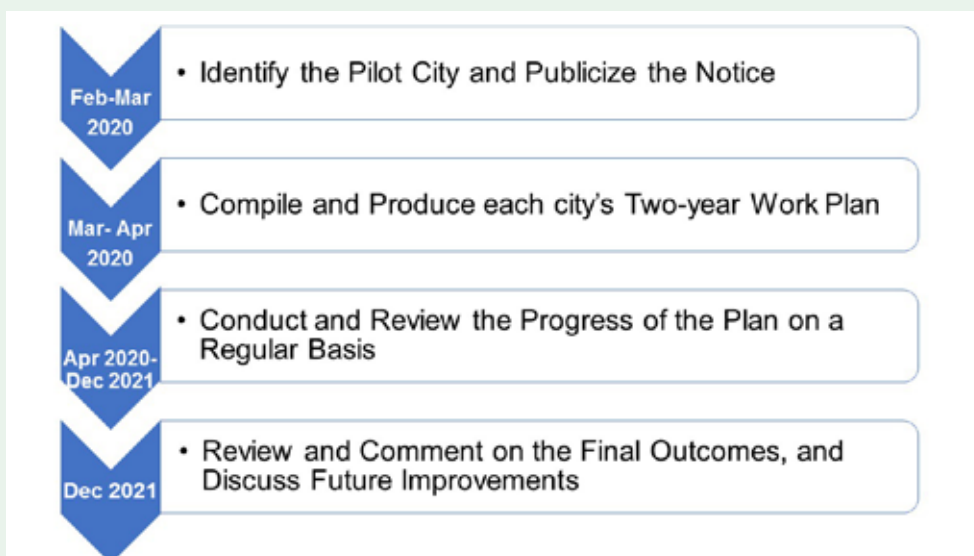 Feb-Mar
2020
• Identify the Pilot City and Publicize the Notice
Mar- Apr
2020
• Compile and Produce each city's Two-year Work Plan
Apr 2020-
Dec 2021
• Conduct and Review the Progress of the Plan on a
Regular Basis
Dec 2021
• Review and Comment on the Final Outcomes, and
Discuss Future Improvements